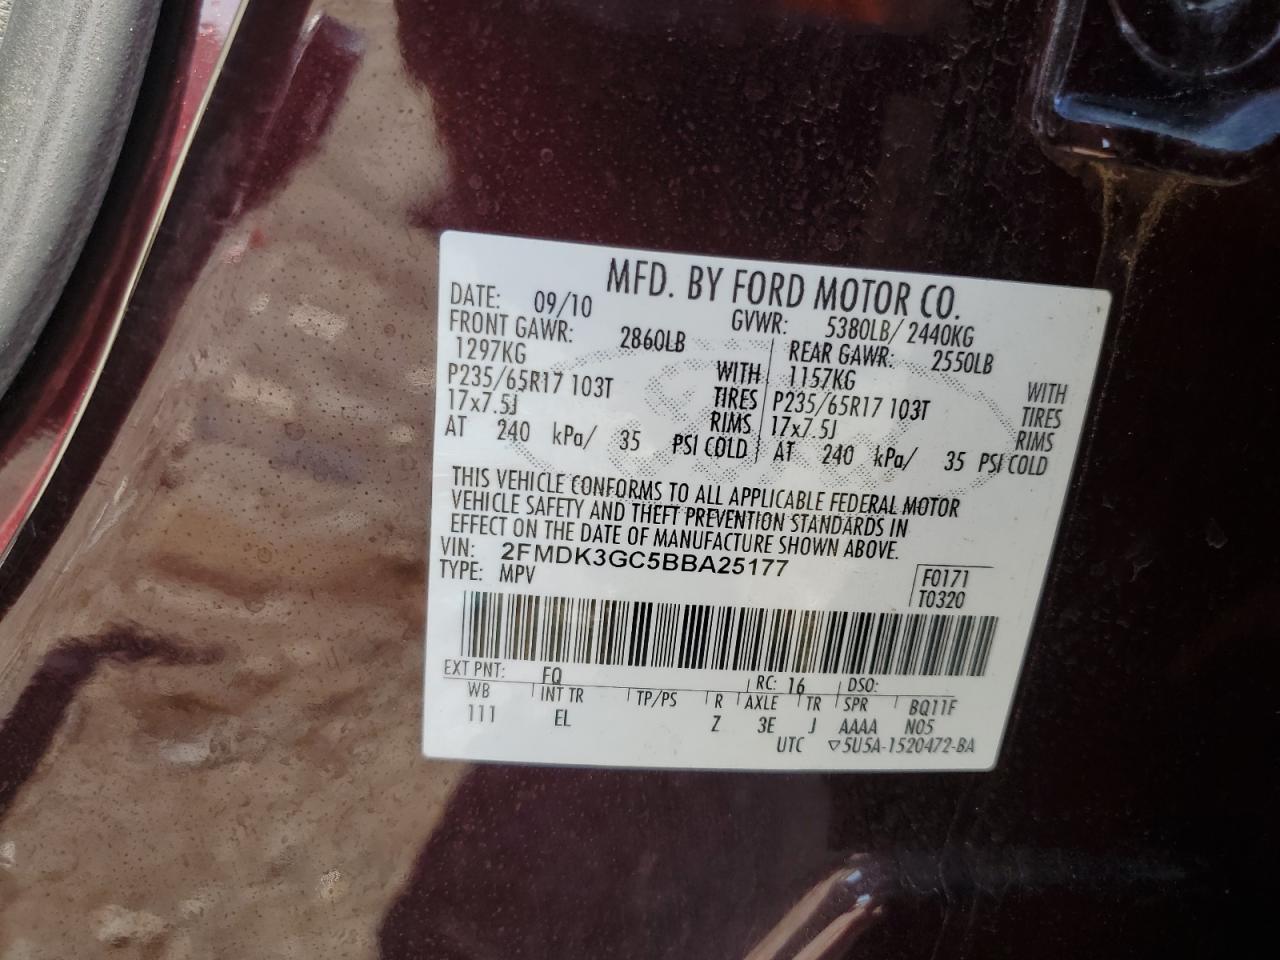 MFD. BY FORD MOTOR CO.
DATE: 09/10 GVWR: 5380LB/ 2440KG
FRONT GAWR: 2860LB REAR GAWR: 2550LB
1297KG WITH 1157KG WITH
P235/65R17 103T TIRES P235/65R17 103T TIRES
17x7.5J RIMS 17x7.5J RIMS
AT 240 kPa/ 35 PSI COLD AT 240 kPa/ 35 PSI COLD
THIS VEHICLE CONFORMS TO ALL APPLICABLE FEDERAL MOTOR
VEHICLE SAFETY AND THEFT PREVENTION STANDARDS IN
EFFECT ON THE DATE OF MANUFACTURE SHOWN ABOVE.
VIN: 2FMDK3GC5BBA25177
TYPE: MPV
F0171
T0320
EXT PNT: FQ RC: 16 DSO:
WB INT TR TP/PS R AXLE TR SPR BQ11F
111 EL Z 3E J AAAA N05
UTC ▽5U5A-1520472-BA